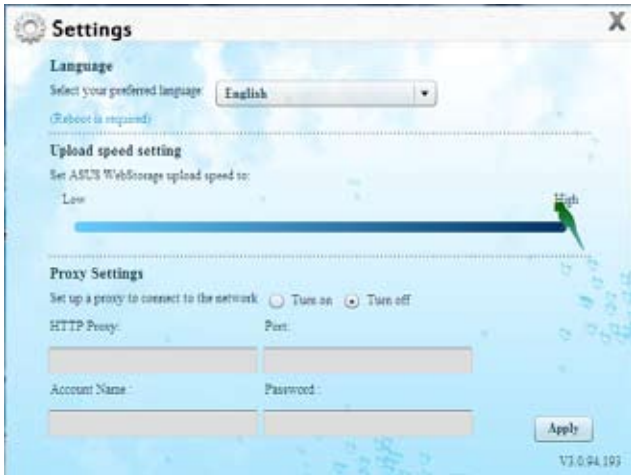 Settings
X
Language
Select your preferred language: English
(Reboot is required)
Upload speed setting
Set ASUS WebStorage upload speed to:
Low High
Proxy Settings
Set up a proxy to connect to the network Turn on Turn off
HTTP Proxy: Port:
Account Name : Password :
Apply
V3.0.94.193